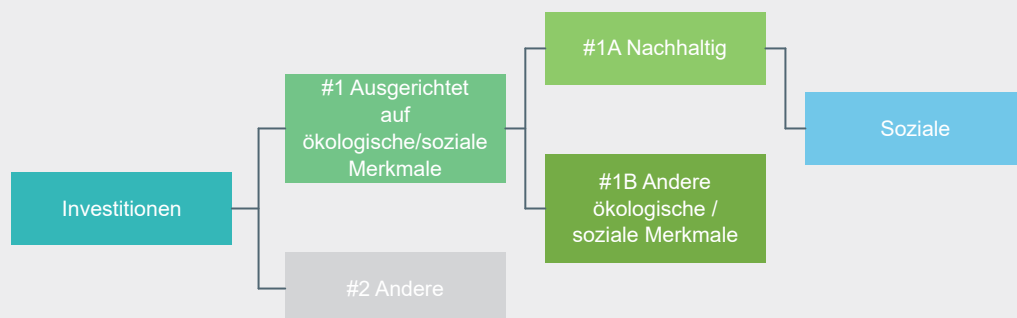 #1A Nachhaltig
#1 Ausgerichtet
auf
ökologische/soziale
Merkmale
Soziale
#1B Andere
ökologische /
soziale Merkmale
Investitionen
#2 Andere